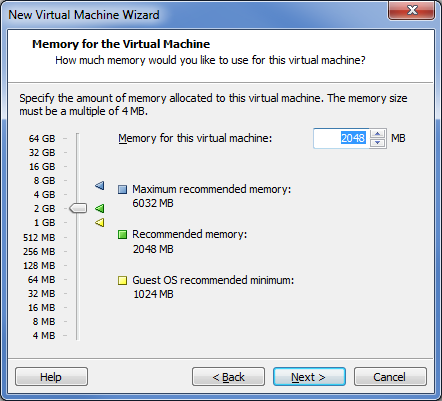 New Virtual Machine Wizard
Memory for the Virtual Machine
How much memory would you like to use for this virtual machine?
Specify the amount of memory allocated to this virtual machine. The memory size
must be a multiple of 4 MB.
Memory for this virtual machine: 2048 MB
64 GB
32 GB
16 GB
8 GB
4 GB
2 GB
1 GB
512 MB
256 MB
128 MB
64 MB
32 MB
16 MB
8 MB
4 MB
Maximum recommended memory:
6032 MB
Recommended memory:
2048 MB
Guest OS recommended minimum:
1024 MB
Help
< Back
Next >
Cancel